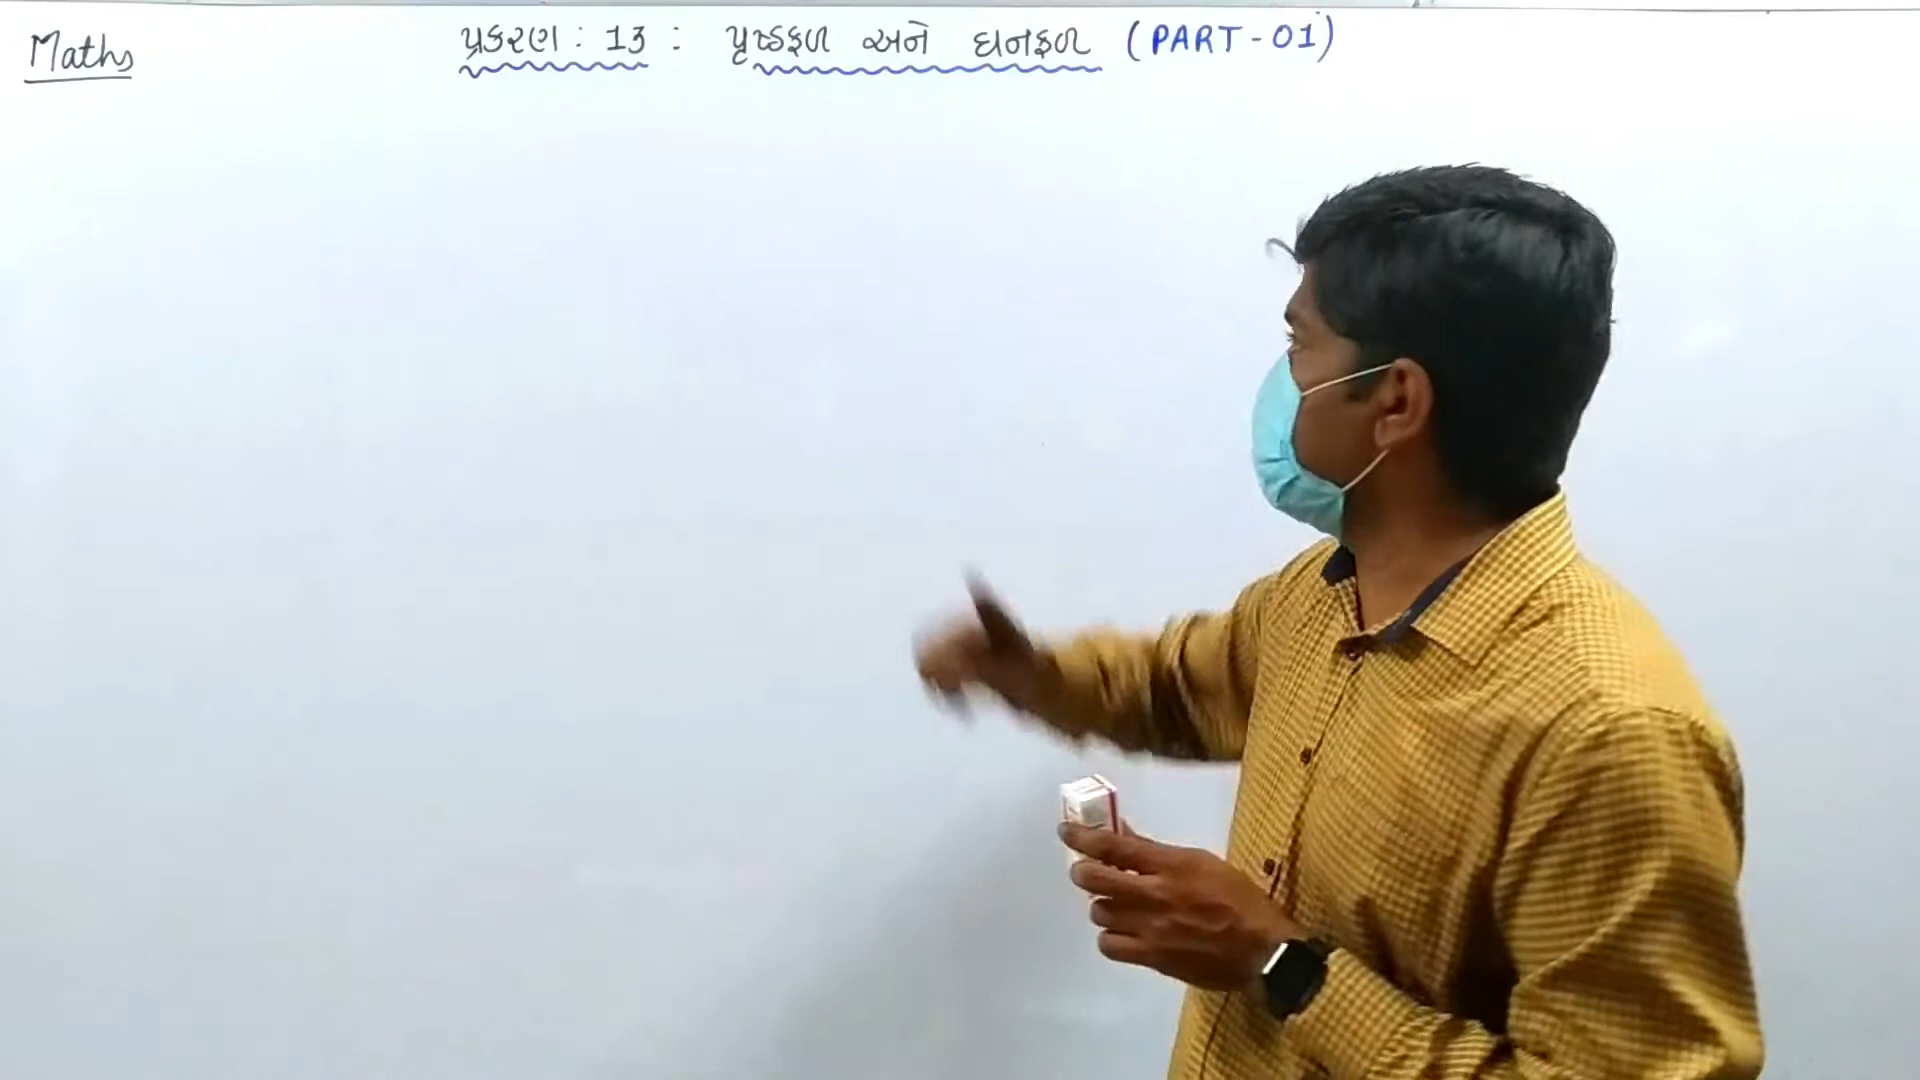 Maths
પ્રકરણ : 13 : પૃષ્ઠફળ અને ઘનફળ (PART-01)